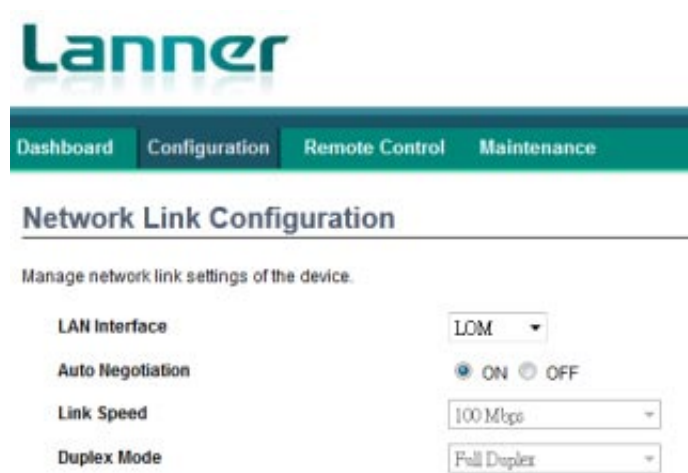 Lanner
Dashboard Configuration Remote Control Maintenance
Network Link Configuration
Manage network link settings of the device.
LAN Interface LOM
Auto Negotiation ON OFF
Link Speed 100 Mbps
Duplex Mode Full Duplex